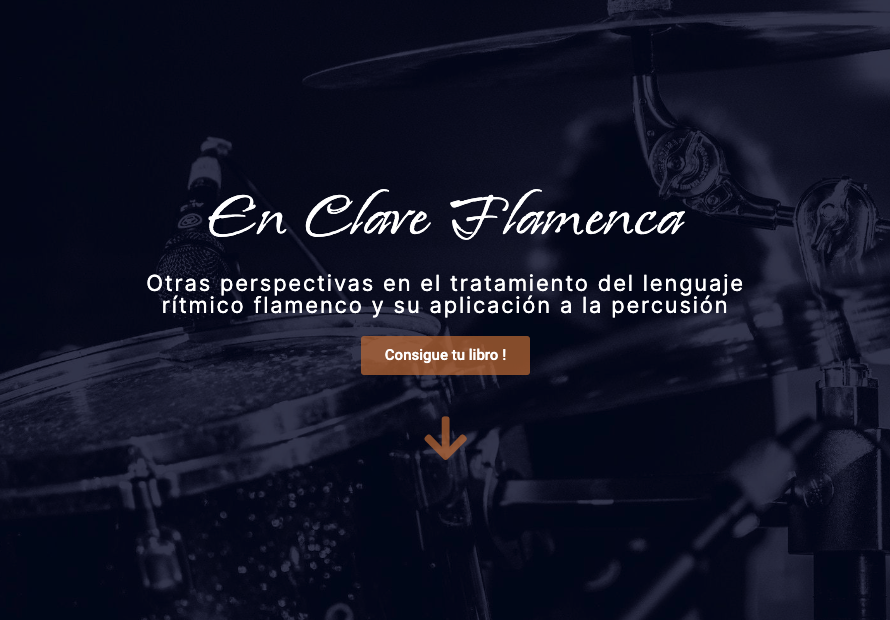 En Clave Flamenca
Otras perspectivas en el tratamiento del lenguaje
rítmico flamenco y su aplicación a la percusión
Consigue tu libro !